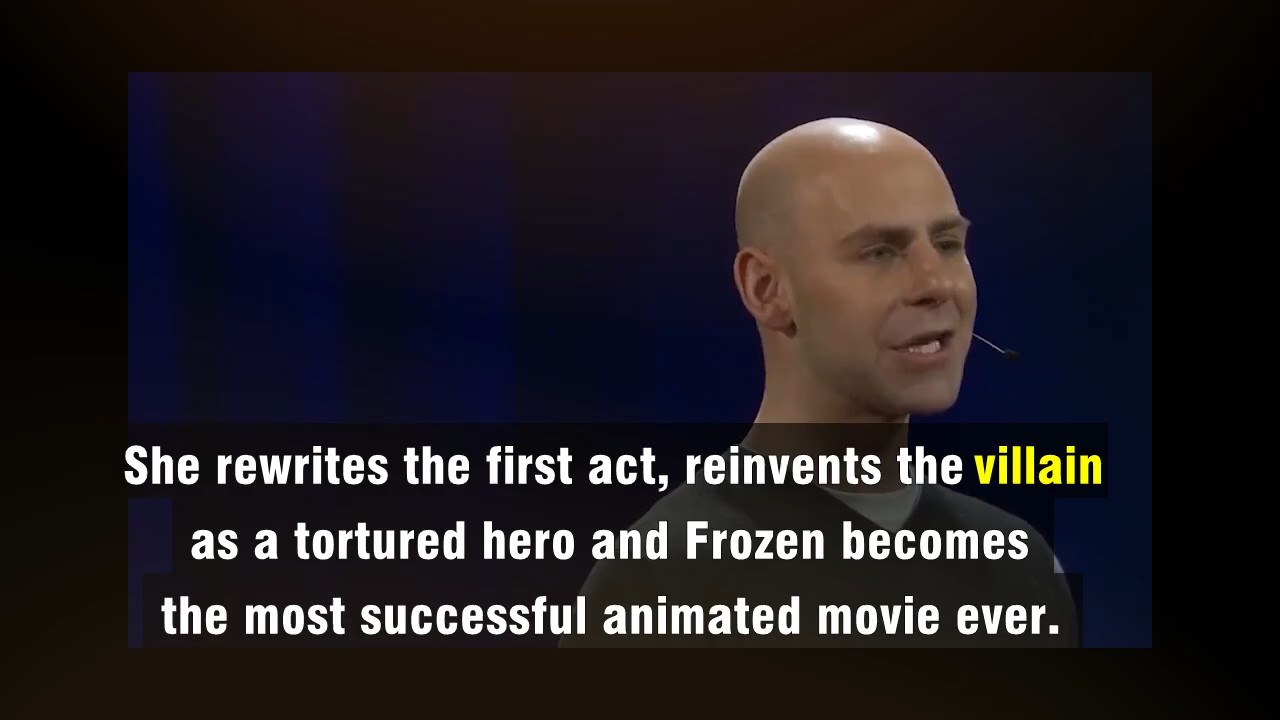 She rewrites the first act, reinvents the villain
as a tortured hero and Frozen becomes
the most successful animated movie ever.